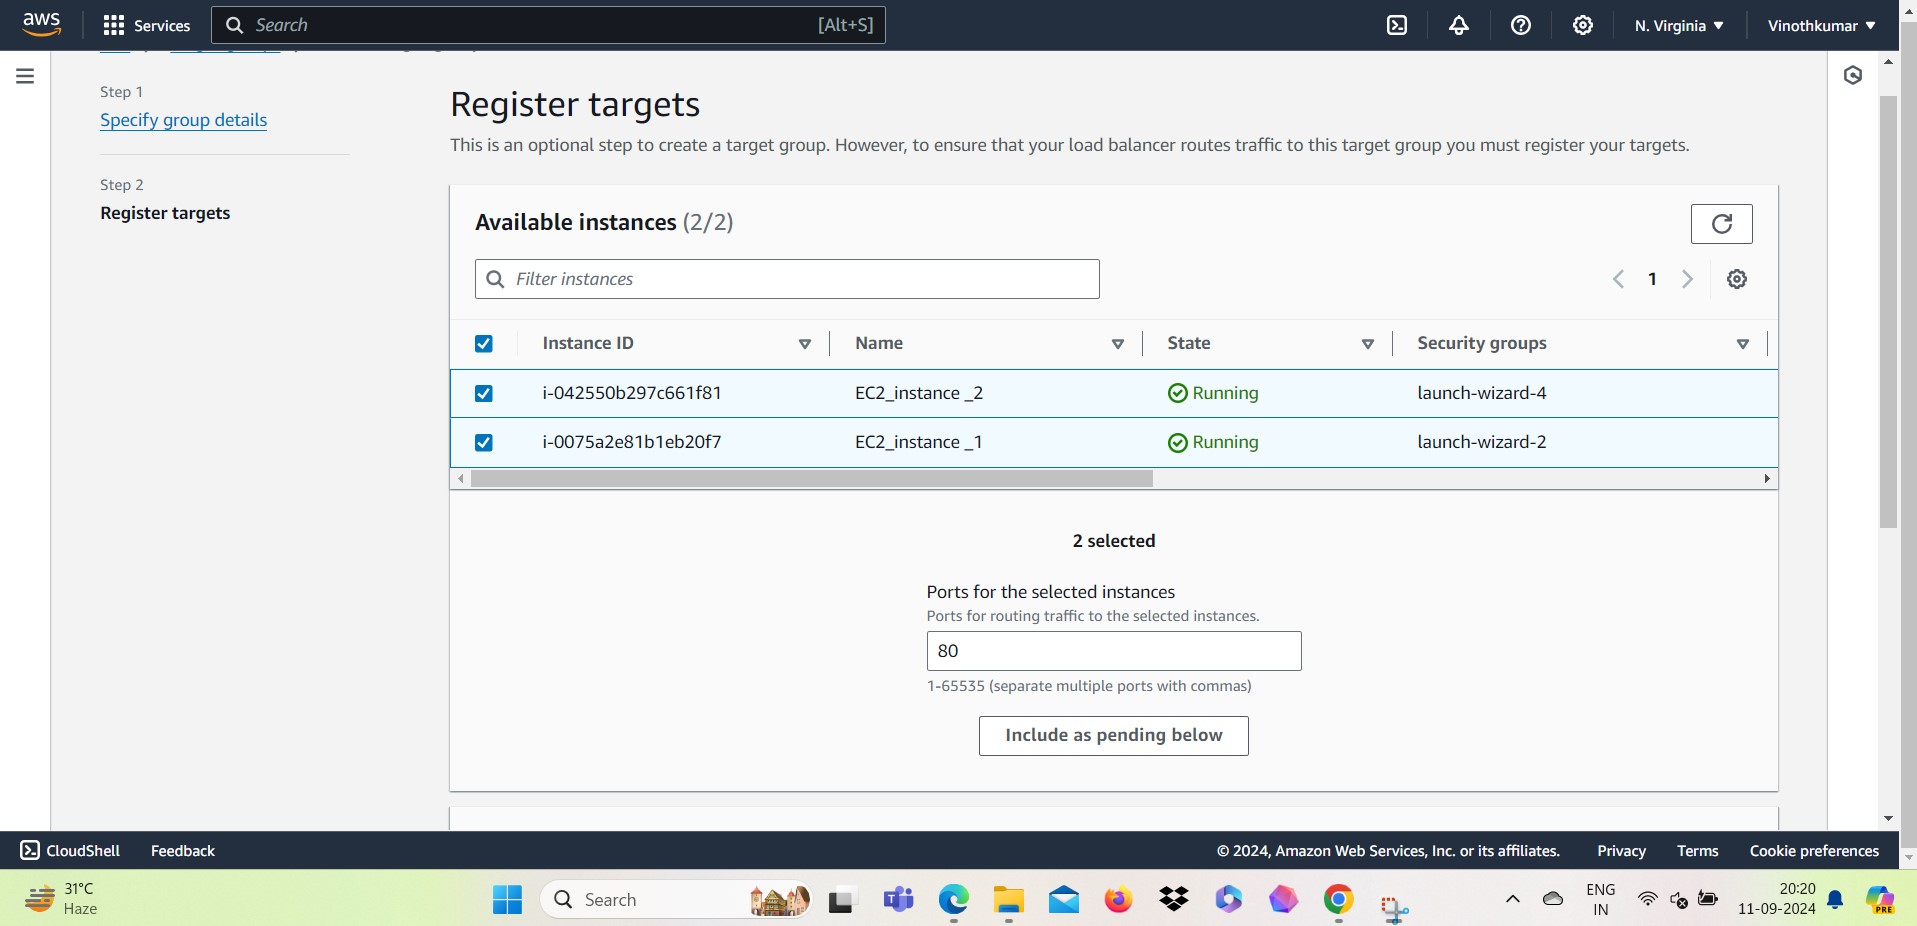 aws
Services
Search
[Alt+S]
N. Virginia
Vinothkumar
Step 1
Specify group details
Step 2
Register targets
Register targets
This is an optional step to create a target group. However, to ensure that your load balancer routes traffic to this target group you must register your targets.
Available instances (2/2)
Filter instances
1
Instance ID Name State Security groups
i-042550b297c661f81 EC2_instance _2 Running launch-wizard-4
i-0075a2e81b1eb20f7 EC2_instance _1 Running launch-wizard-2
2 selected
Ports for the selected instances
Ports for routing traffic to the selected instances.
80
1-65535 (separate multiple ports with commas)
Include as pending below
CloudShell
Feedback
© 2024, Amazon Web Services, Inc. or its affiliates.
Privacy
Terms
Cookie preferences
31°C
Haze
Search
ENG
IN
20:20
11-09-2024
PRE